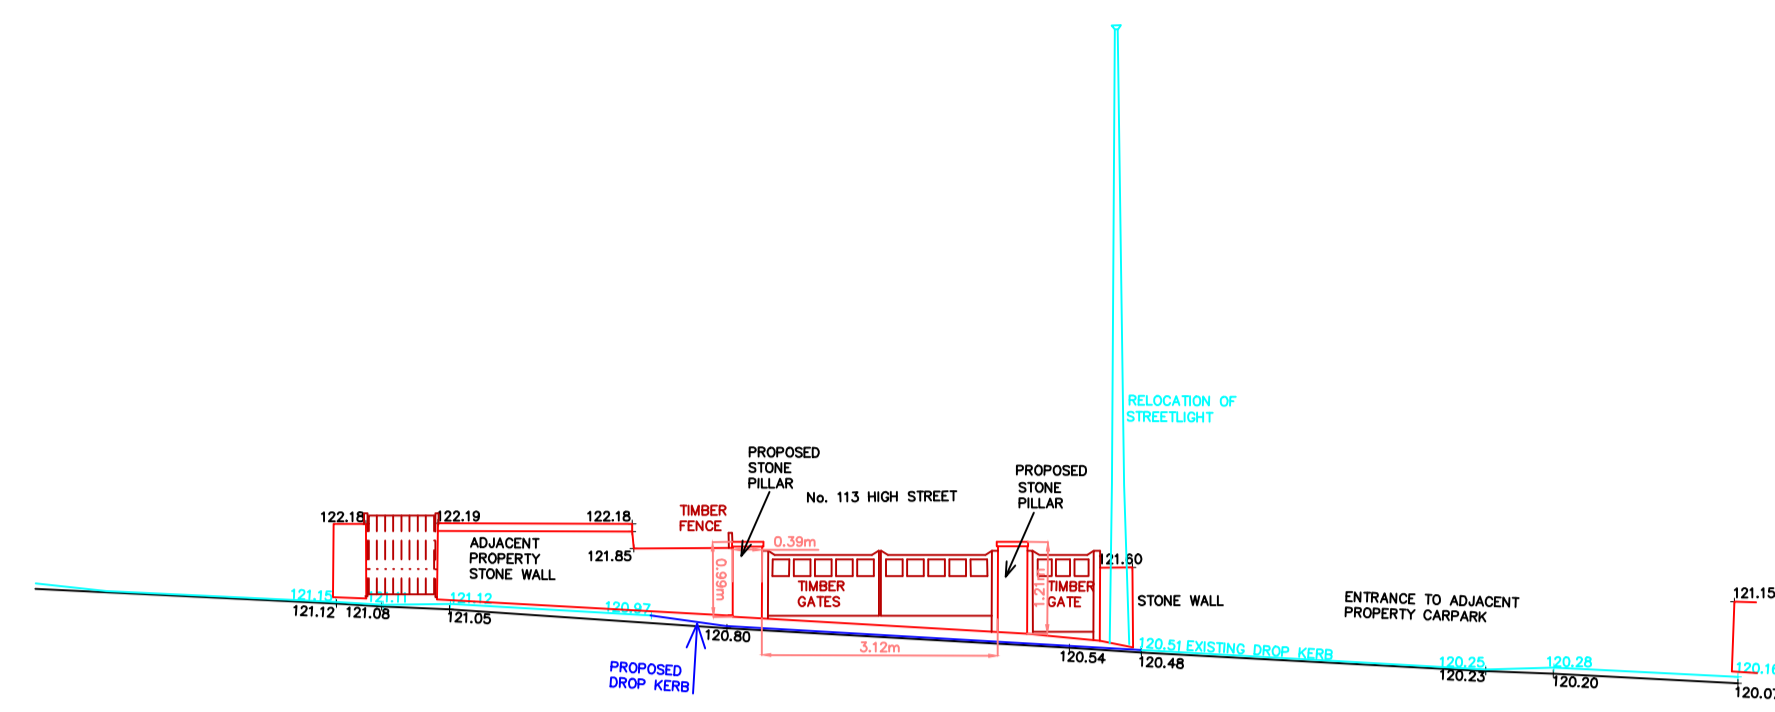 RELOCATION OF
STREETLIGHT
PROPOSED
STONE
PILLAR
PROPOSED
STONE
PILLAR
No. 113 HIGH STREET
TIMBER
FENCE
122.18
122.19
122.18
121.85
ADJACENT
PROPERTY
STONE WALL
0.39m
0.99m
TIMBER
GATES
1.21m
TIMBER
GATE
121.60
STONE WALL
ENTRANCE TO ADJACENT
PROPERTY CARPARK
121.15
121.15
121.11
121.12
120.97
121.12
121.08
121.05
120.80
3.12m
120.54
120.51 EXISTING DROP KERB
120.48
120.25
120.28
120.16
120.23
120.20
120.07
PROPOSED
DROP KERB